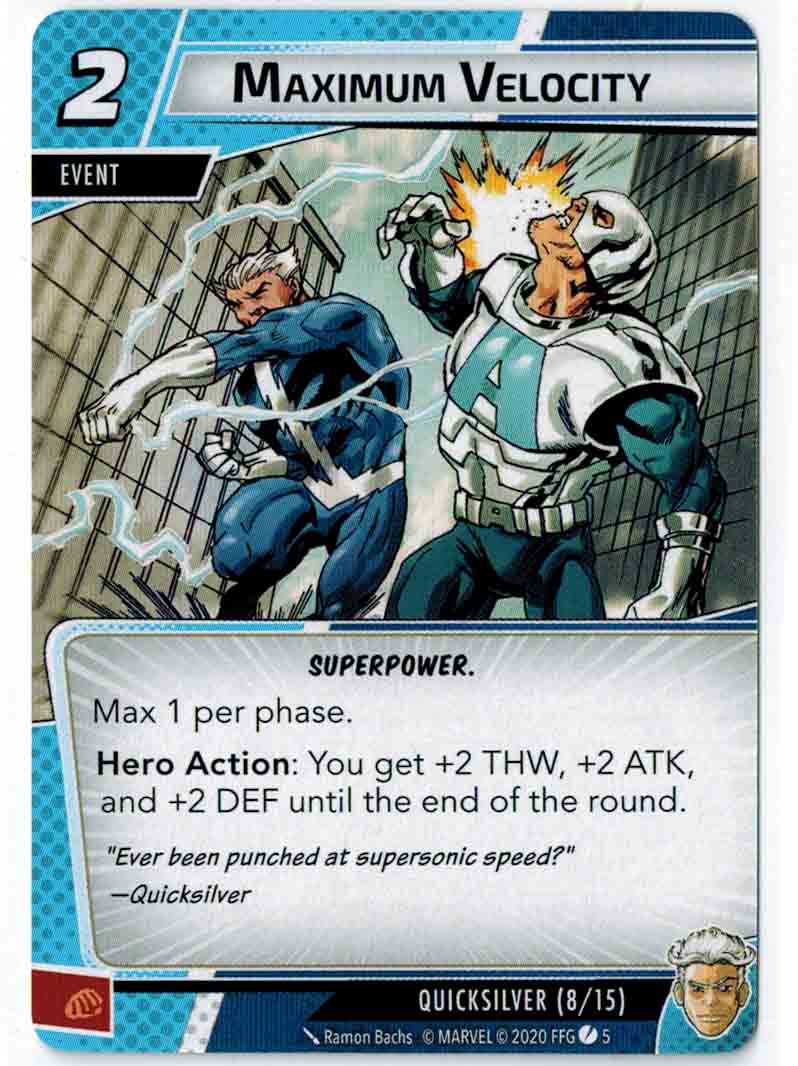 2
MAXIMUM VELOCITY
EVENT
A
SUPERPOWER.
Max 1 per phase.
Hero Action: You get +2 THW, +2 ATK,
and +2 DEF until the end of the round.
"Ever been punched at supersonic speed?"
—Quicksilver
QUICKSILVER (8/15)
Ramon Bachs © MARVEL © 2020 FFG 5